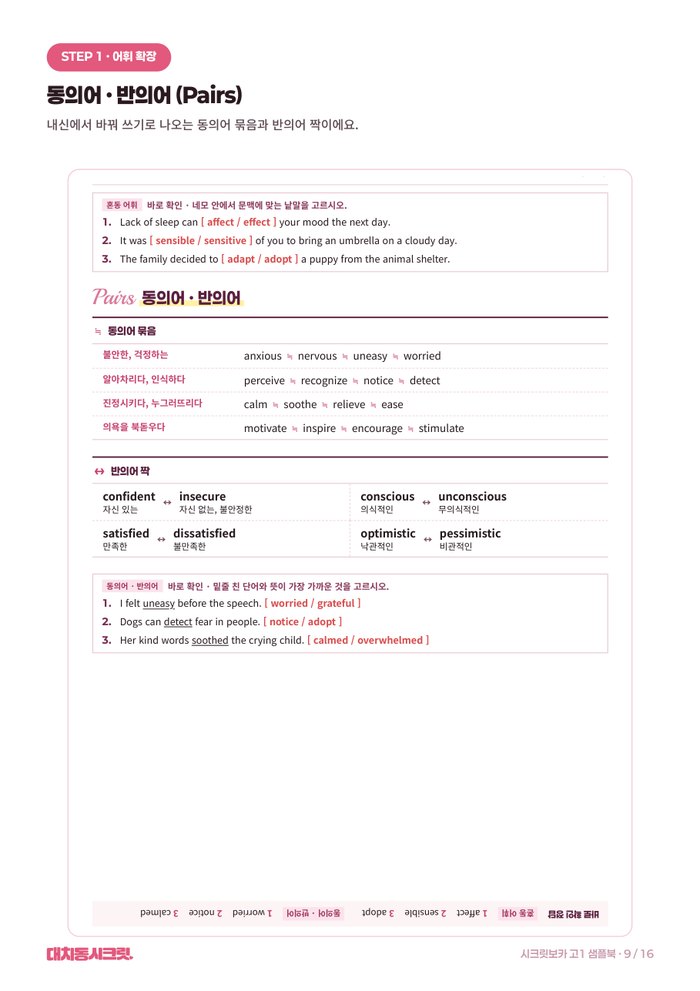 STEP 1 · 어휘 확장
동의어 · 반의어 (Pairs)
내신에서 바꿔 쓰기로 나오는 동의어 묶음과 반의어 짝이에요.
혼동 어휘 바로 확인 · 네모 안에서 문맥에 맞는 낱말을 고르시오.
1. Lack of sleep can [ affect / effect ] your mood the next day.
2. It was [ sensible / sensitive ] of you to bring an umbrella on a cloudy day.
3. The family decided to [ adapt / adopt ] a puppy from the animal shelter.
Pairs 동의어 · 반의어
≒ 동의어 묶음
불안한, 걱정하는 anxious ≒ nervous ≒ uneasy ≒ worried
알아차리다, 인식하다 perceive ≒ recognize ≒ notice ≒ detect
진정시키다, 누그러뜨리다 calm ≒ soothe ≒ relieve ≒ ease
의욕을 북돋우다 motivate ≒ inspire ≒ encourage ≒ stimulate
↔ 반의어 짝
confident ↔ insecure conscious ↔ unconscious
자신 있는 자신 없는, 불안정한 의식적인 무의식적인
satisfied ↔ dissatisfied optimistic ↔ pessimistic
만족한 불만족한 낙관적인 비관적인
동의어 · 반의어 바로 확인 · 밑줄 친 단어와 뜻이 가장 가까운 것을 고르시오.
1. I felt uneasy before the speech. [ worried / grateful ]
2. Dogs can detect fear in people. [ notice / adopt ]
3. Her kind words soothed the crying child. [ calmed / overwhelmed ]
바로 확인 정답 혼동 어휘 1 affect 2 sensible 3 adopt 동의어 · 반의어 1 worried 2 notice 3 calmed
대치동시크릿.
시크릿보카 고1 샘플북 · 9 / 16